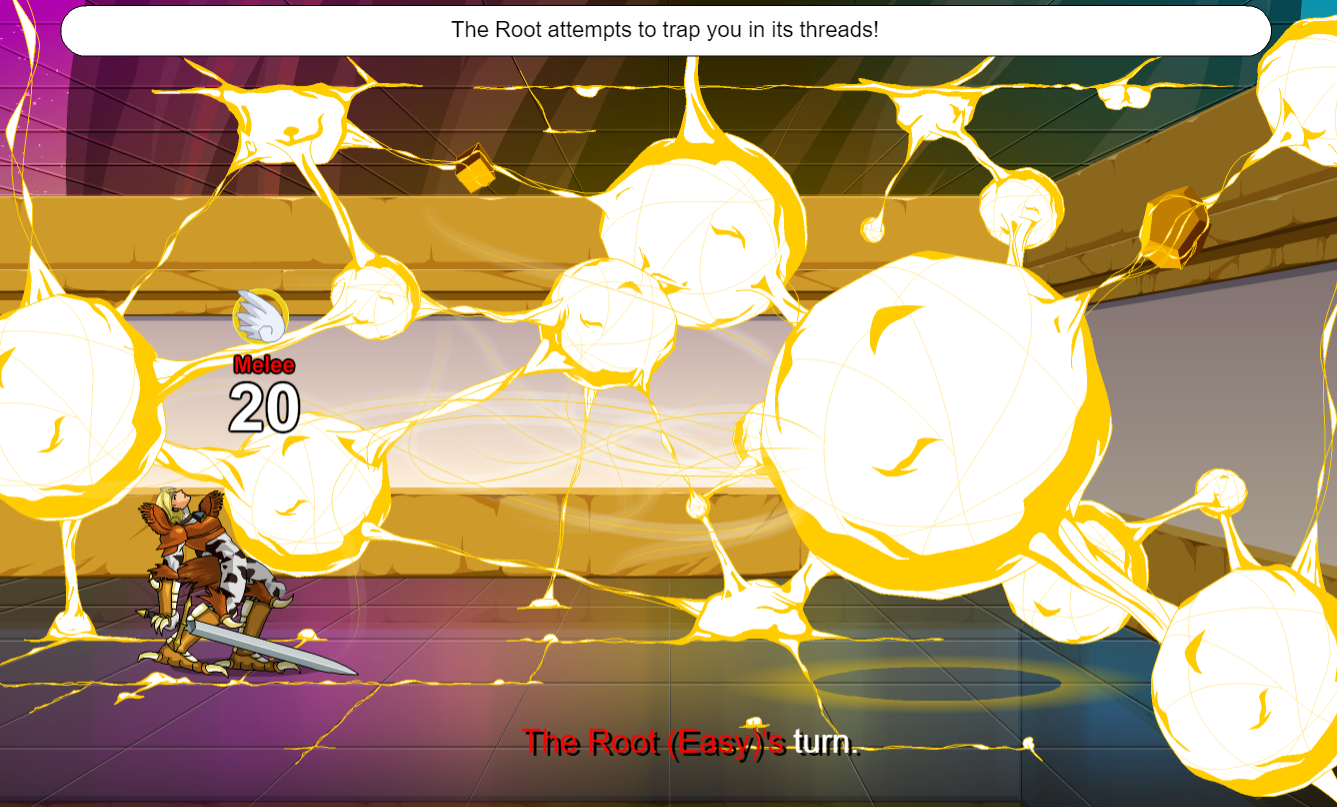 The Root attempts to trap you in its threads!
Melee
20
The Root (Easy)'s turn.